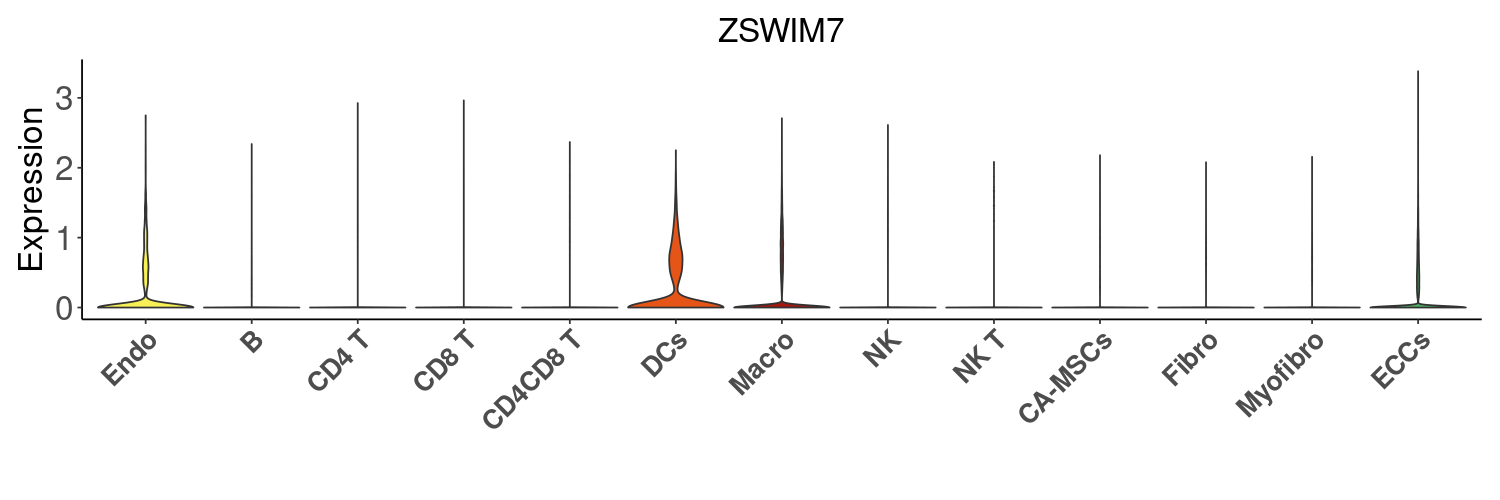 ZSWIM7
Expression
3
2
1
0
Endo
B
CD4 T
CD8 T
CD4CD8 T
DCs
Macro
NK
NK T
CA-MSCs
Fibro
Myofibro
ECCs